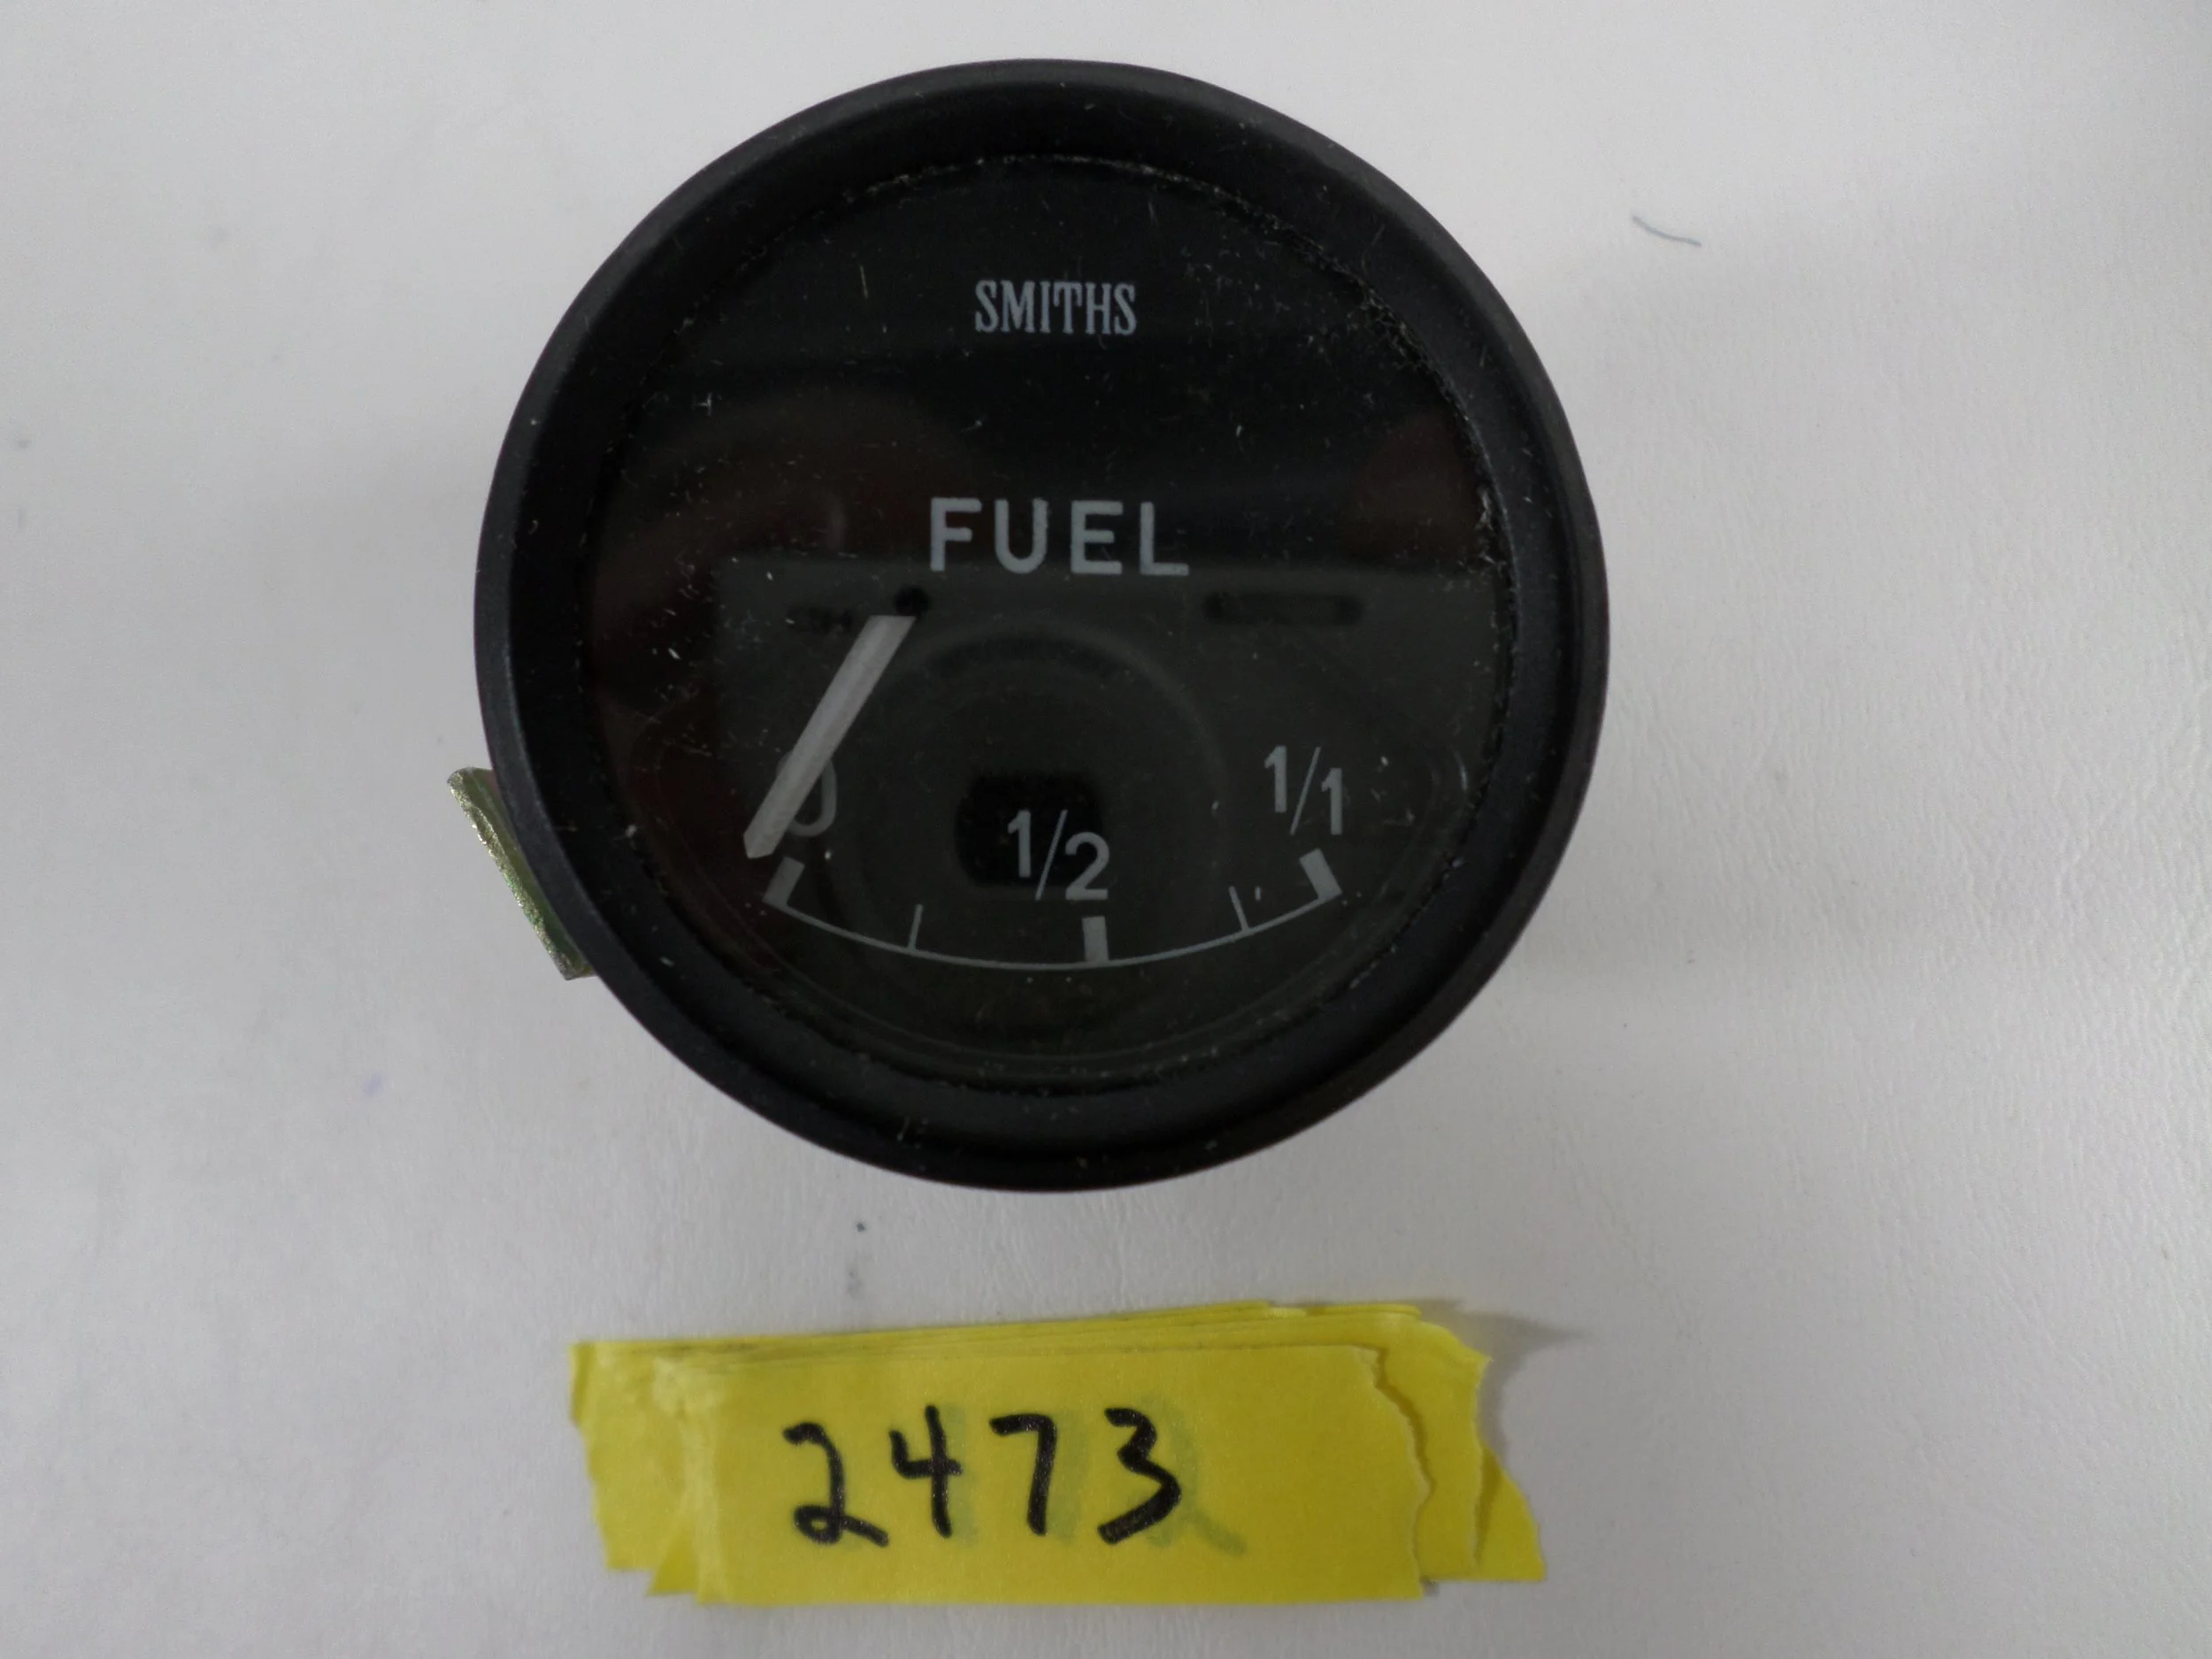 SMITHS
FUEL
0 1/2 1/1
2473